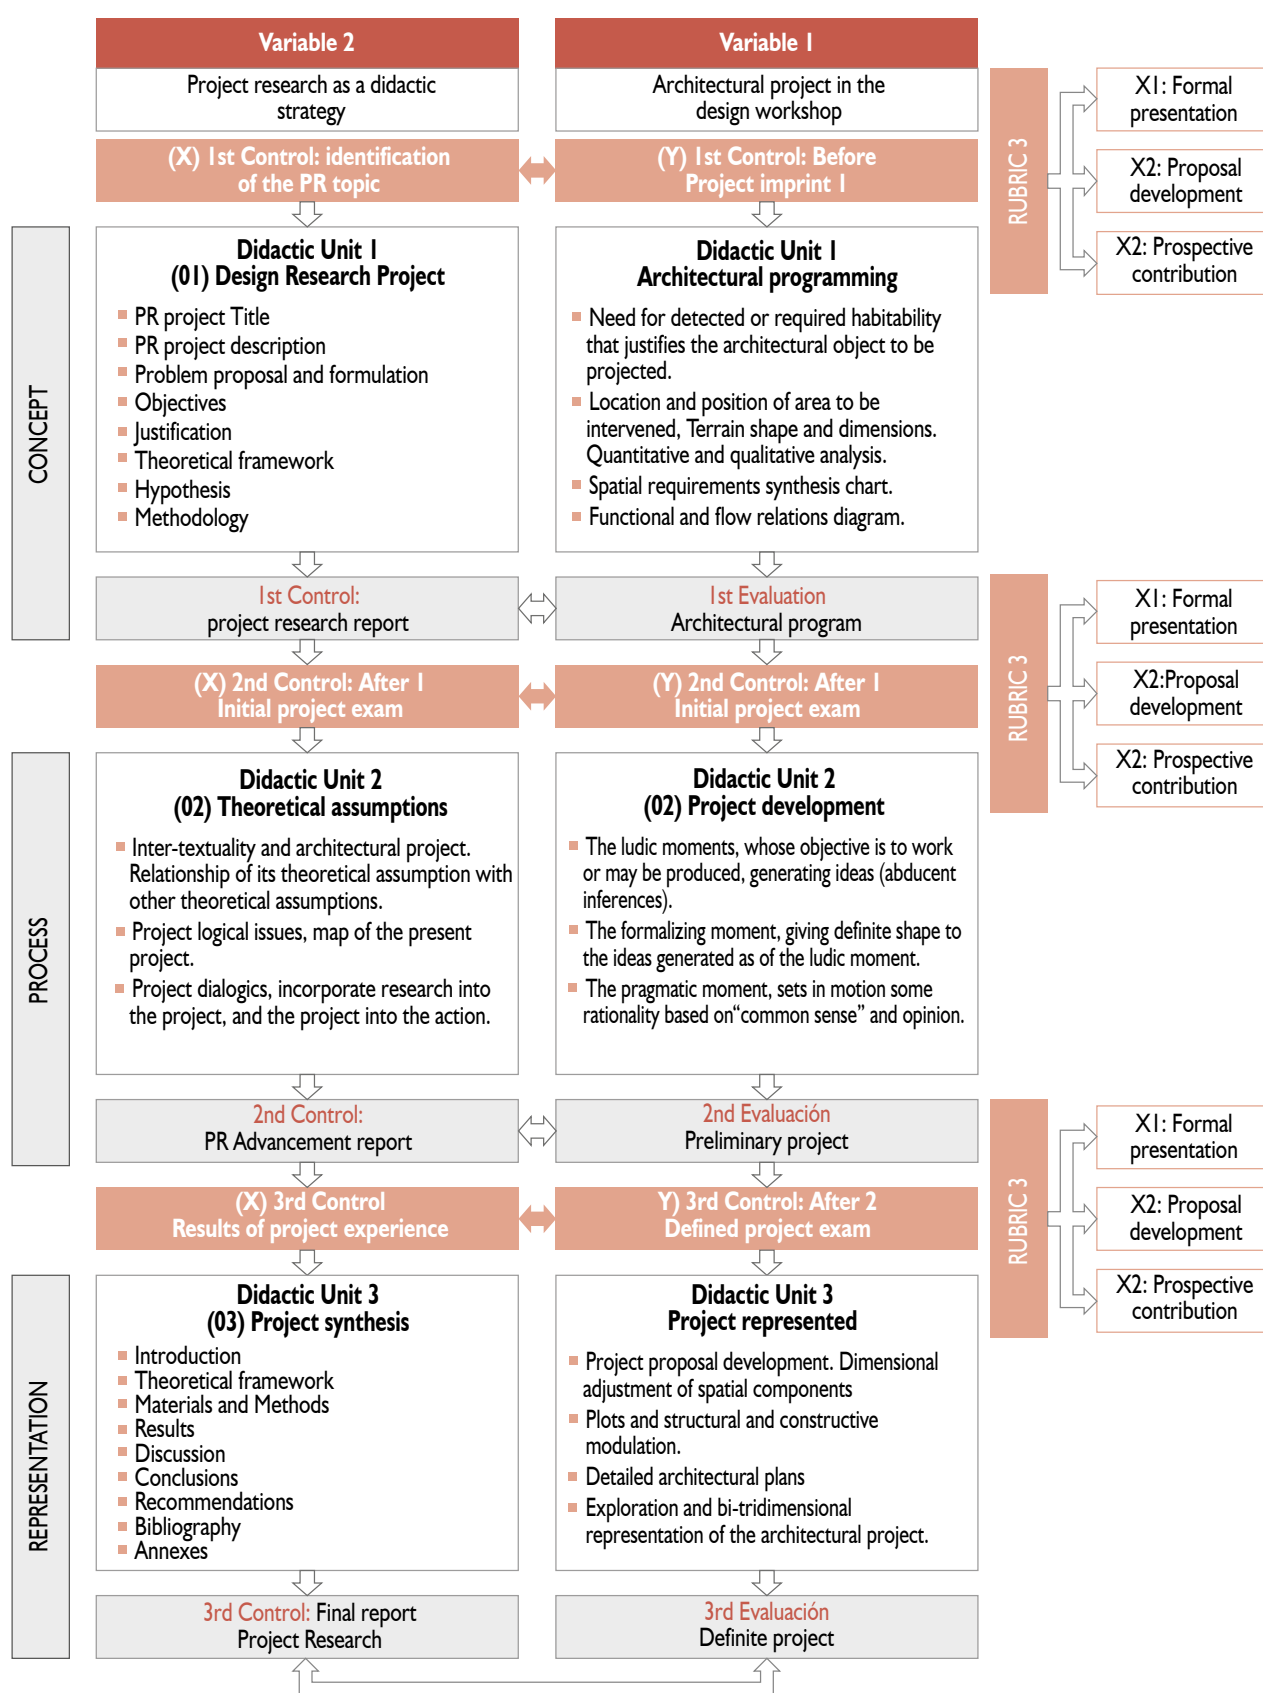 Variable 2
Project research as a didactic
strategy
(X) 1st Control: identification
of the PR topic
Variable 1
Architectural project in the
design workshop
(Y) 1st Control: Before
Project imprint 1
RUBRIC 3
X1: Formal
presentation
X2: Proposal
development
X2: Prospective
contribution
CONCEPT
Didactic Unit 1
(01) Design Research Project
PR project Title
PR project description
Problem proposal and formulation
Objectives
Justification
Theoretical framework
Hypothesis
Methodology
Didactic Unit 1
Architectural programming
Need for detected or required habitability
that justifies the architectural object to be
projected.
Location and position of area to be
intervened, Terrain shape and dimensions.
Quantitative and qualitative analysis.
Spatial requirements synthesis chart.
Functional and flow relations diagram.
1st Control:
project research report
1st Evaluation
Architectural program
(X) 2nd Control: After 1
Initial project exam
(Y) 2nd Control: After 1
Initial project exam
RUBRIC 3
X1: Formal
presentation
X2:Proposal
development
X2: Prospective
contribution
PROCESS
Didactic Unit 2
(02) Theoretical assumptions
Inter-textuality and architectural project.
Relationship of its theoretical assumption with
other theoretical assumptions.
Project logical issues, map of the present
project.
Project dialogics, incorporate research into
the project, and the project into the action.
Didactic Unit 2
(02) Project development
The ludic moments, whose objective is to work
or may be produced, generating ideas (abducent
inferences).
The formalizing moment, giving definite shape to
the ideas generated as of the ludic moment.
The pragmatic moment, sets in motion some
rationality based on“common sense” and opinion.
2nd Control:
PR Advancement report
2nd Evaluación
Preliminary project
(X) 3rd Control
Results of project experience
Y) 3rd Control: After 2
Defined project exam
RUBRIC 3
X1: Formal
presentation
X2: Proposal
development
X2: Prospective
contribution
REPRESENTATION
Didactic Unit 3
(03) Project synthesis
Introduction
Theoretical framework
Materials and Methods
Results
Discussion
Conclusions
Recommendations
Bibliography
Annexes
Didactic Unit 3
Project represented
Project proposal development. Dimensional
adjustment of spatial components
Plots and structural and constructive
modulation.
Detailed architectural plans
Exploration and bi-tridimensional
representation of the architectural project.
3rd Control: Final report
Project Research
3rd Evaluación
Definite project